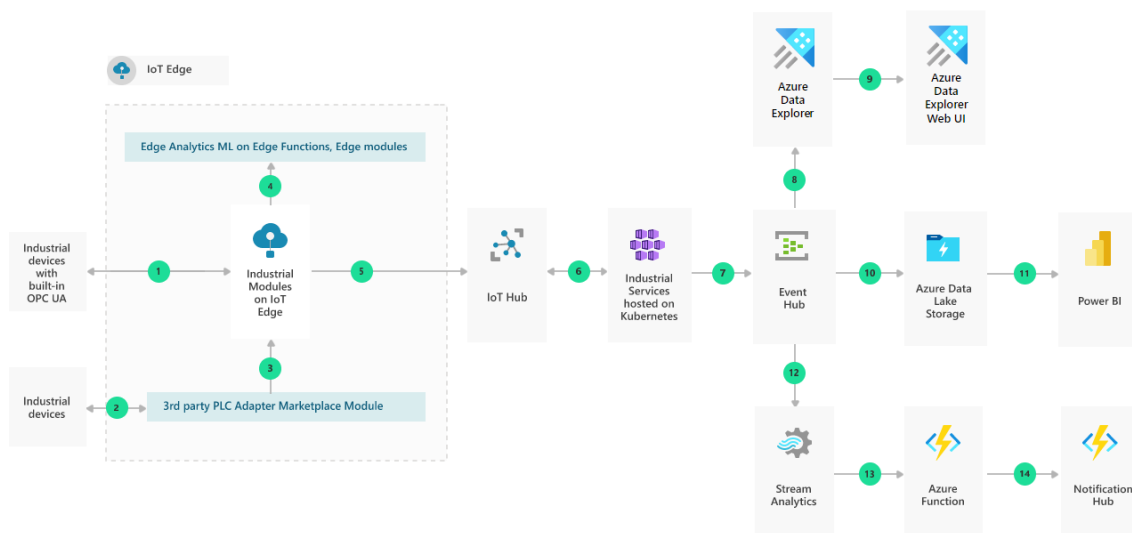 IoT Edge
Edge Analytics ML on Edge Functions, Edge modules
4
Industrial
devices
with
built-in
OPC UA
1
Industrial
Modules
on IoT
Edge
5
IoT Hub
6
Industrial
Services
hosted on
Kubernetes
7
Event
Hub
8
Azure
Data
Explorer
9
Azure
Data
Explorer
Web UI
10
Azure Data
Lake
Storage
11
Power BI
3
Industrial
devices
2
3rd party PLC Adapter Marketplace Module
12
Stream
Analytics
13
Azure
Function
14
Notification
Hub